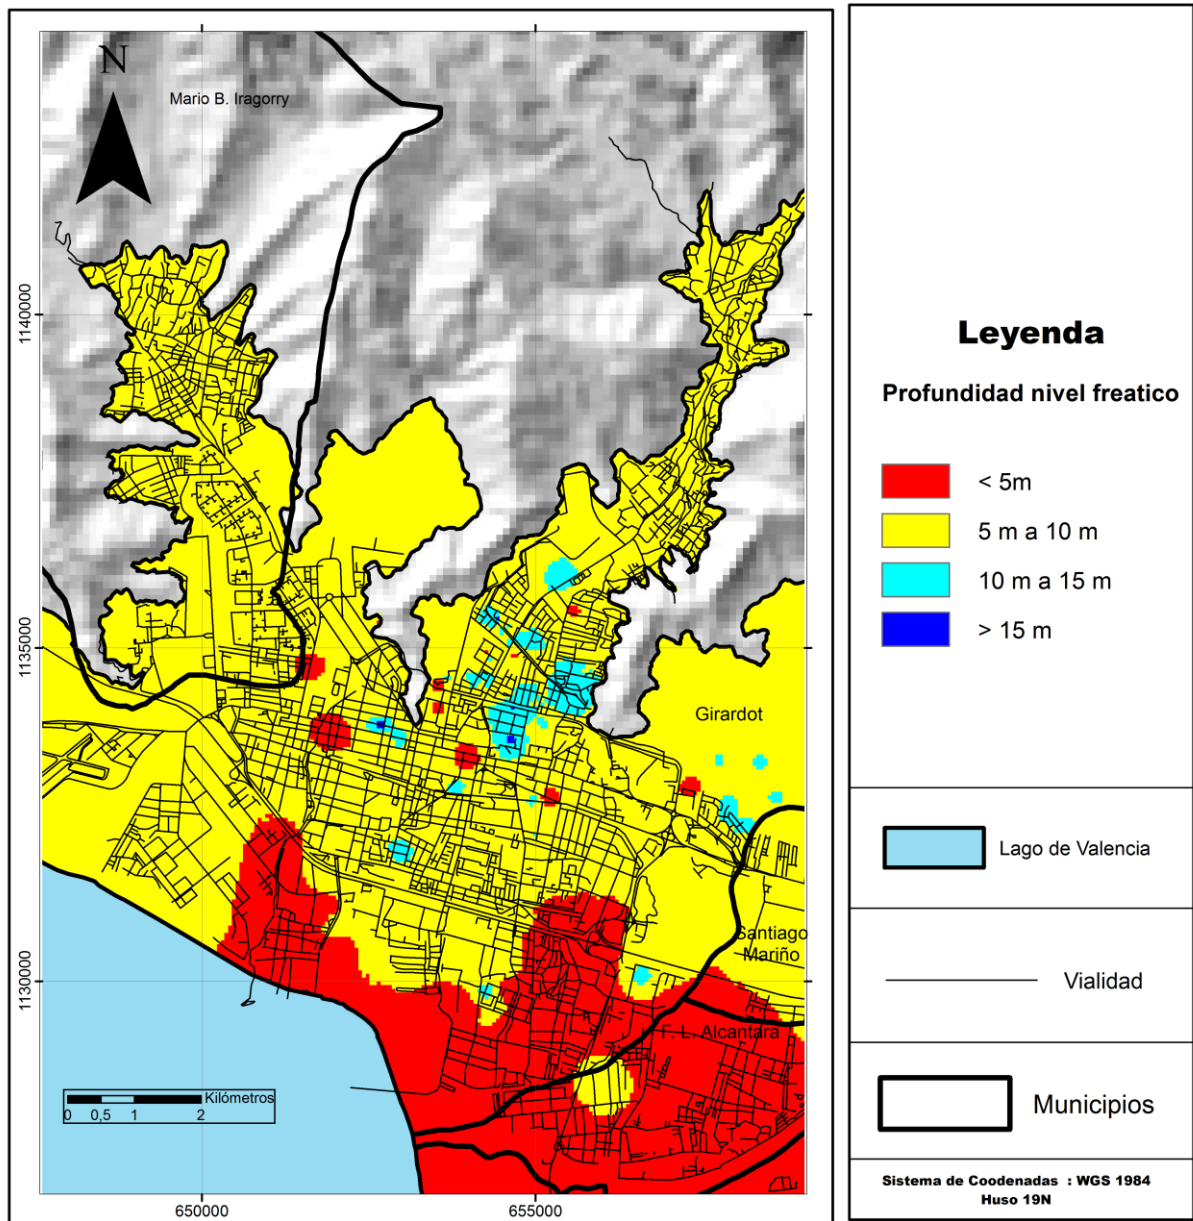 N
Mario B. Iragorry
1140000
1135000
1130000
Girardot
Santiago
Mariño
F. L. Alcantara
Kilómetros
0 0,5 1 2
650000 655000
Leyenda
Profundidad nivel freatico
< 5m
5 m a 10 m
10 m a 15 m
> 15 m
Lago de Valencia
Vialidad
Municipios
Sistema de Coodenadas : WGS 1984
Huso 19N